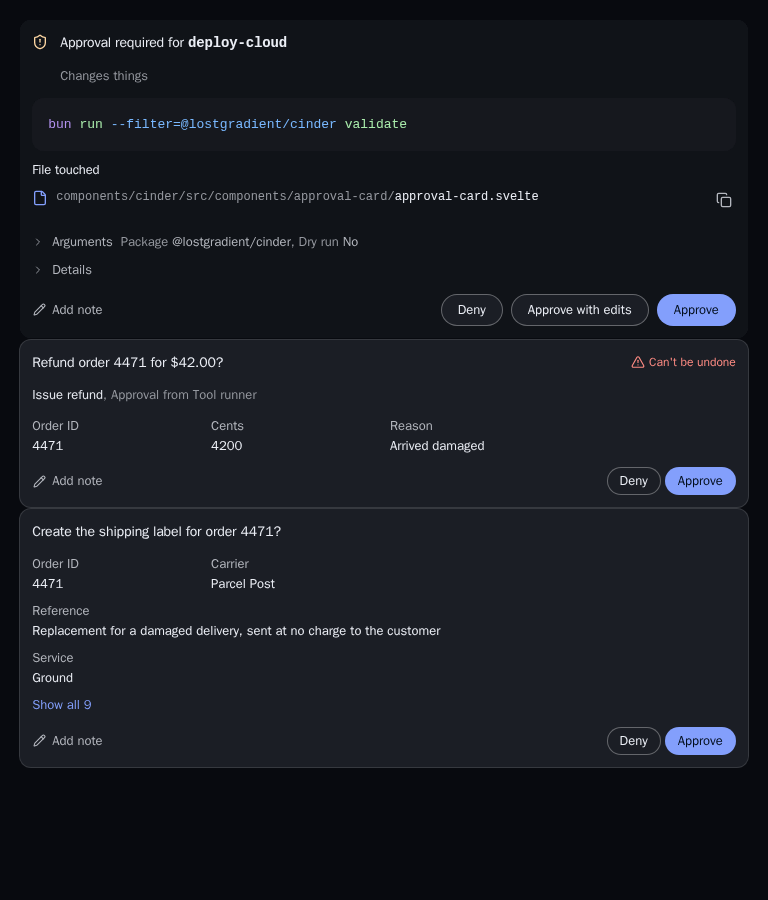 Approval required for deploy-cloud
Changes things
bun run --filter=@lostgradient/cinder validate
File touched
components/cinder/src/components/approval-card/approval-card.svelte
Arguments Package @lostgradient/cinder, Dry run No
Details
Add note Deny Approve with edits Approve
Refund order 4471 for $42.00? Can't be undone
Issue refund, Approval from Tool runner
Order ID Cents Reason
4471 4200 Arrived damaged
Add note Deny Approve
Create the shipping label for order 4471?
Order ID Carrier
4471 Parcel Post
Reference
Replacement for a damaged delivery, sent at no charge to the customer
Service
Ground
Show all 9
Add note Deny Approve